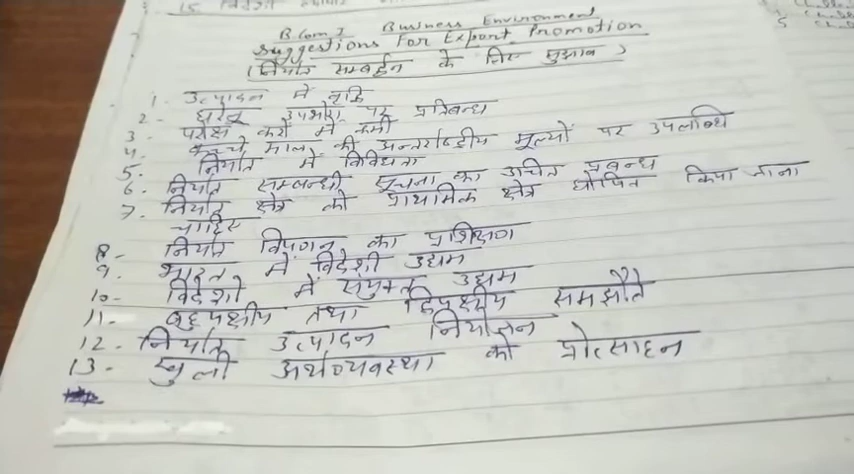 15 विदेशी
B Com I Business Environment
Suggestions For Export Promotion
(निर्यात सम्बर्द्धन के लिए सुझाव)
1. उत्पादन में वृद्धि
2- घरेलू उपभोग पर प्रतिबन्ध
3- परोक्ष करों में कमी
4. कच्चे माल की अन्तर्राष्ट्रीय मूल्यों पर उपलब्धि
5. निर्यात में विविधता
6. निर्यात सम्बन्धी सूचना का उचित प्रबन्ध
7. निर्यात क्षेत्र को प्राथमिक क्षेत्र घोषित किया जाना
चाहिए
8- निर्यात विपणन का प्रशिक्षण
9. भारत में विदेशी उद्यम
10- विदेशो में संयुक्त उद्यम
11- बहुपक्षीय तथा द्विपक्षीय समझौते
12- निर्यात उत्पादन नियोजन
13. खुली अर्थव्यवस्था को प्रोत्साहन